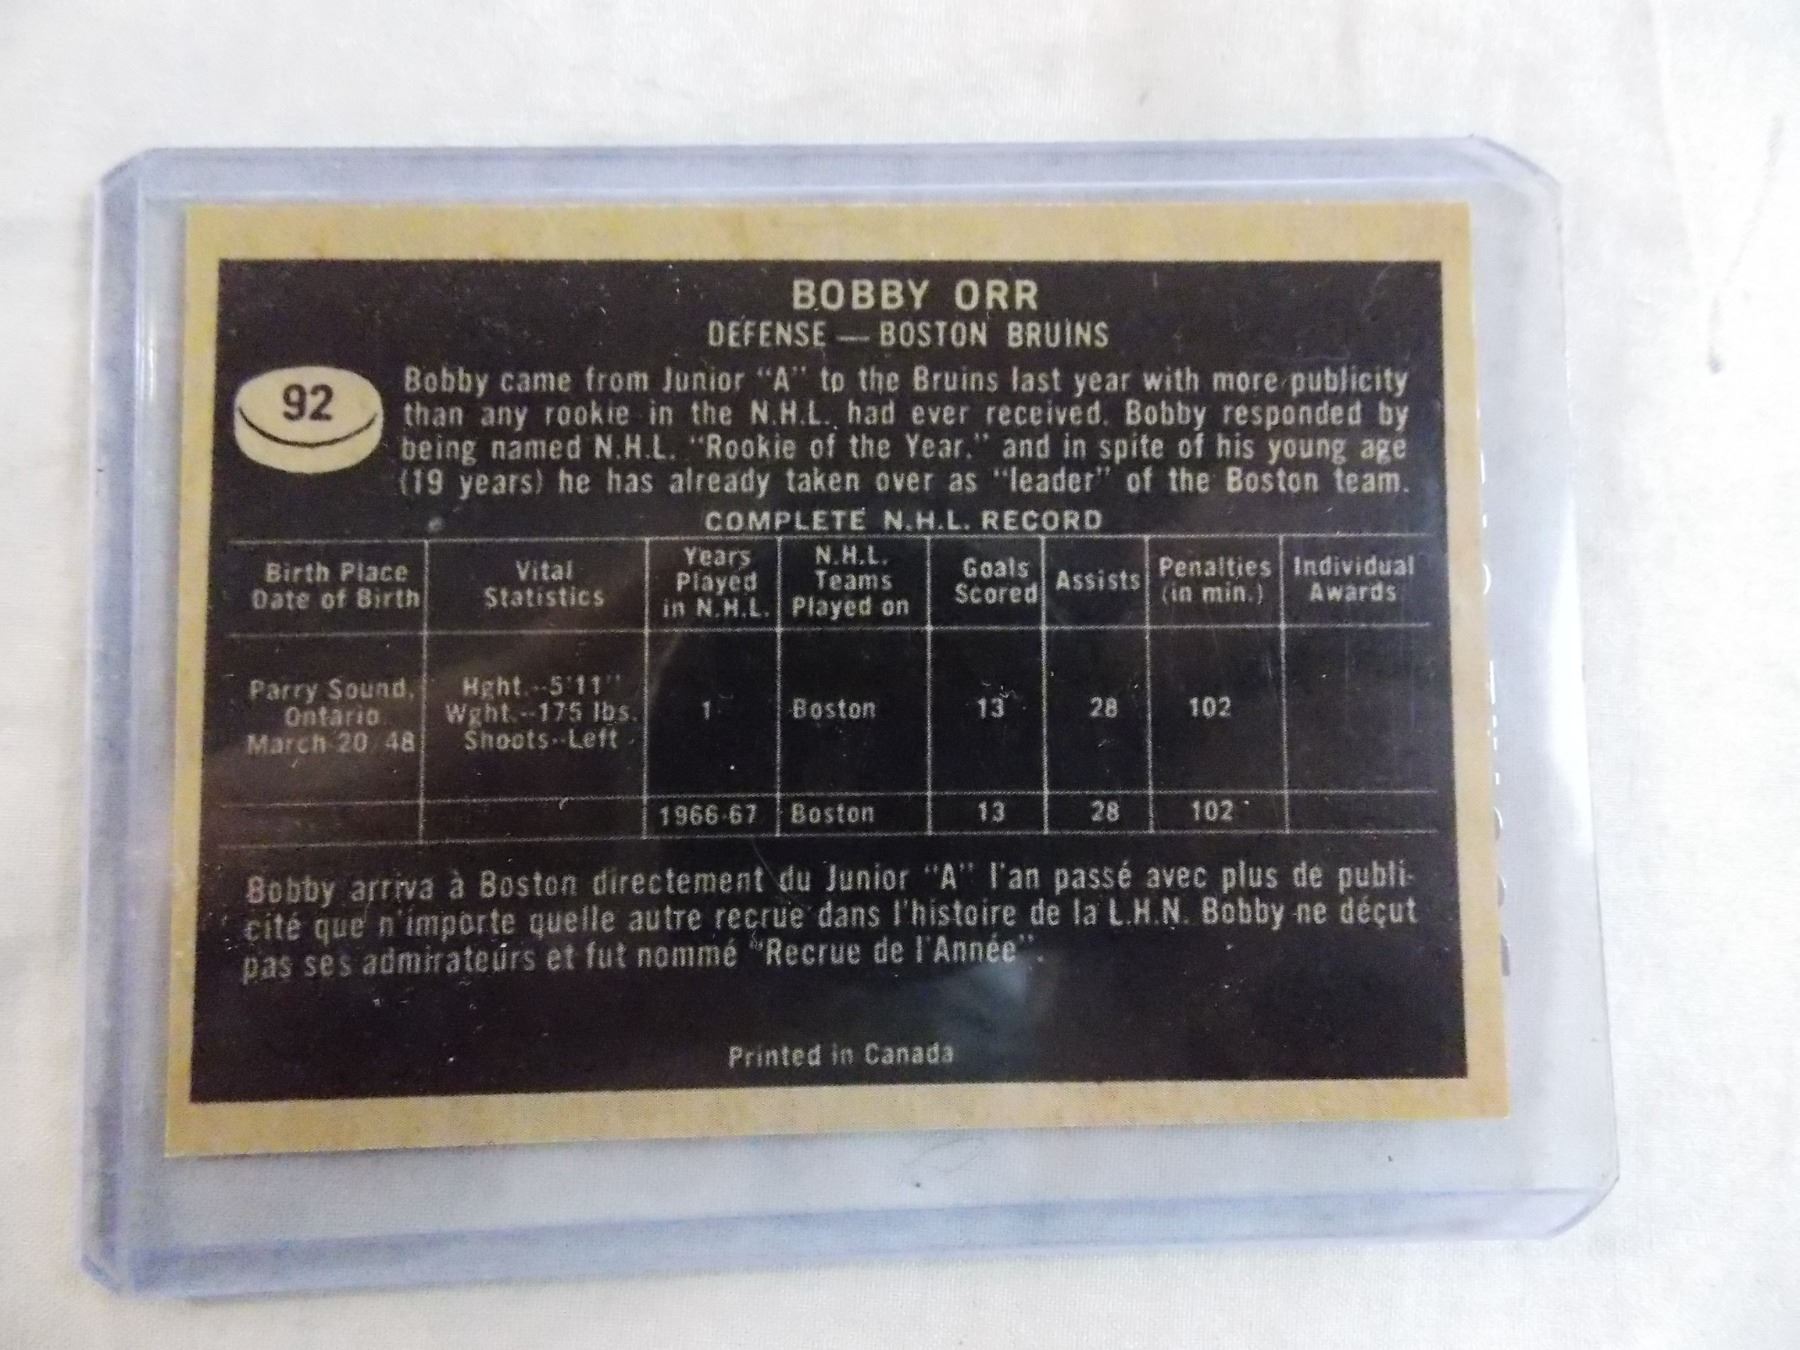 BOBBY ORR
DEFENSE — BOSTON BRUINS
92
Bobby came from Junior “A” to the Bruins last year with more publicity
than any rookie in the N.H.L. had ever received. Bobby responded by
being named N.H.L. “Rookie of the Year.” and in spite of his young age
(19 years) he has already taken over as “leader” of the Boston team.
COMPLETE N.H.L. RECORD
Birth Place
Date of Birth
Vital
Statistics
Years
Played
in N.H.L.
N.H.L.
Teams
Played on
Goals
Scored
Assists
Penalties
(in min.)
Individual
Awards
Parry Sound,
Ontario
March 20 48
Hght.--5'11"
Wght.--175 lbs.
Shoots--Left
1
Boston
13
28
102
1966-67
Boston
13
28
102
Bobby arriva à Boston directement du Junior “A” l'an passé avec plus de publi-
cité que n'importe quelle autre recrue dans l'histoire de la L.H.N. Bobby ne déçut
pas ses admirateurs et fut nommé “Recrue de l'Année”.
Printed in Canada